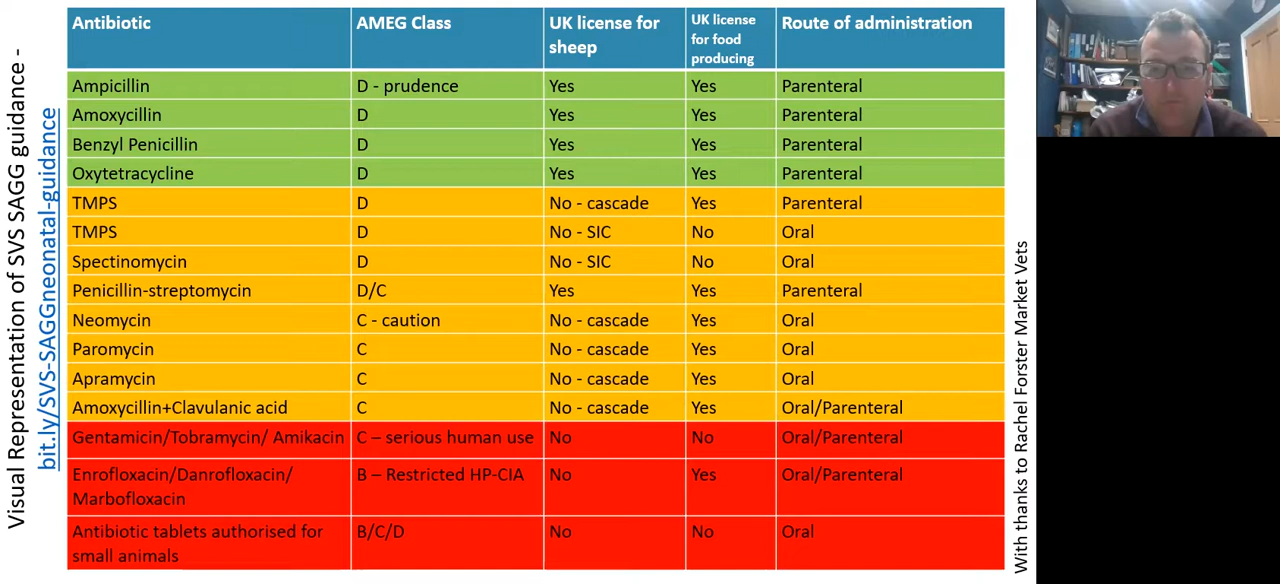 Visual Representation of SVS SAGG guidance -
bit.ly/SVS-SAGGneonatal-guidance
Antibiotic AMEG Class UK license for sheep UK license for food producing Route of administration
Ampicillin D - prudence Yes Yes Parenteral
Amoxycillin D Yes Yes Parenteral
Benzyl Penicillin D Yes Yes Parenteral
Oxytetracycline D Yes Yes Parenteral
TMPS D No - cascade Yes Parenteral
TMPS D No - SIC No Oral
Spectinomycin D No - SIC No Oral
Penicillin-streptomycin D/C Yes Yes Parenteral
Neomycin C - caution No - cascade Yes Oral
Paromycin C No - cascade Yes Oral
Apramycin C No - cascade Yes Oral
Amoxycillin+Clavulanic acid C No - cascade Yes Oral/Parenteral
Gentamicin/Tobramycin/ Amikacin C – serious human use No No Oral/Parenteral
Enrofloxacin/Danrofloxacin/ B – Restricted HP-CIA No Yes Oral/Parenteral
Marbofloxacin
Antibiotic tablets authorised for B/C/D No No Oral
small animals
With thanks to Rachel Forster Market Vets